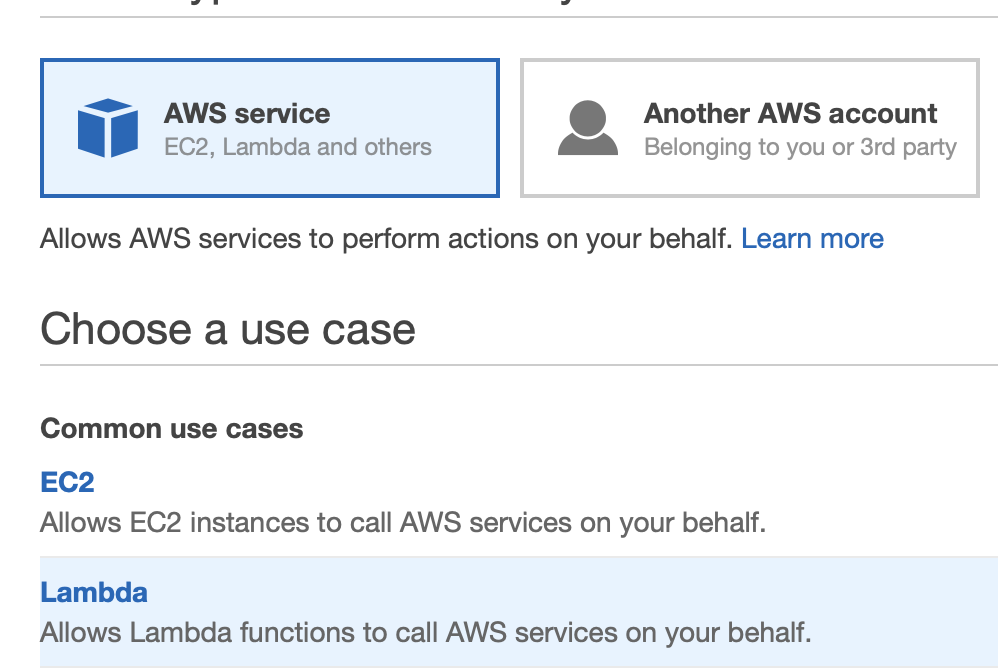 AWS service
EC2, Lambda and others
Another AWS account
Belonging to you or 3rd party
Allows AWS services to perform actions on your behalf. Learn more
Choose a use case
Common use cases
EC2
Allows EC2 instances to call AWS services on your behalf.
Lambda
Allows Lambda functions to call AWS services on your behalf.